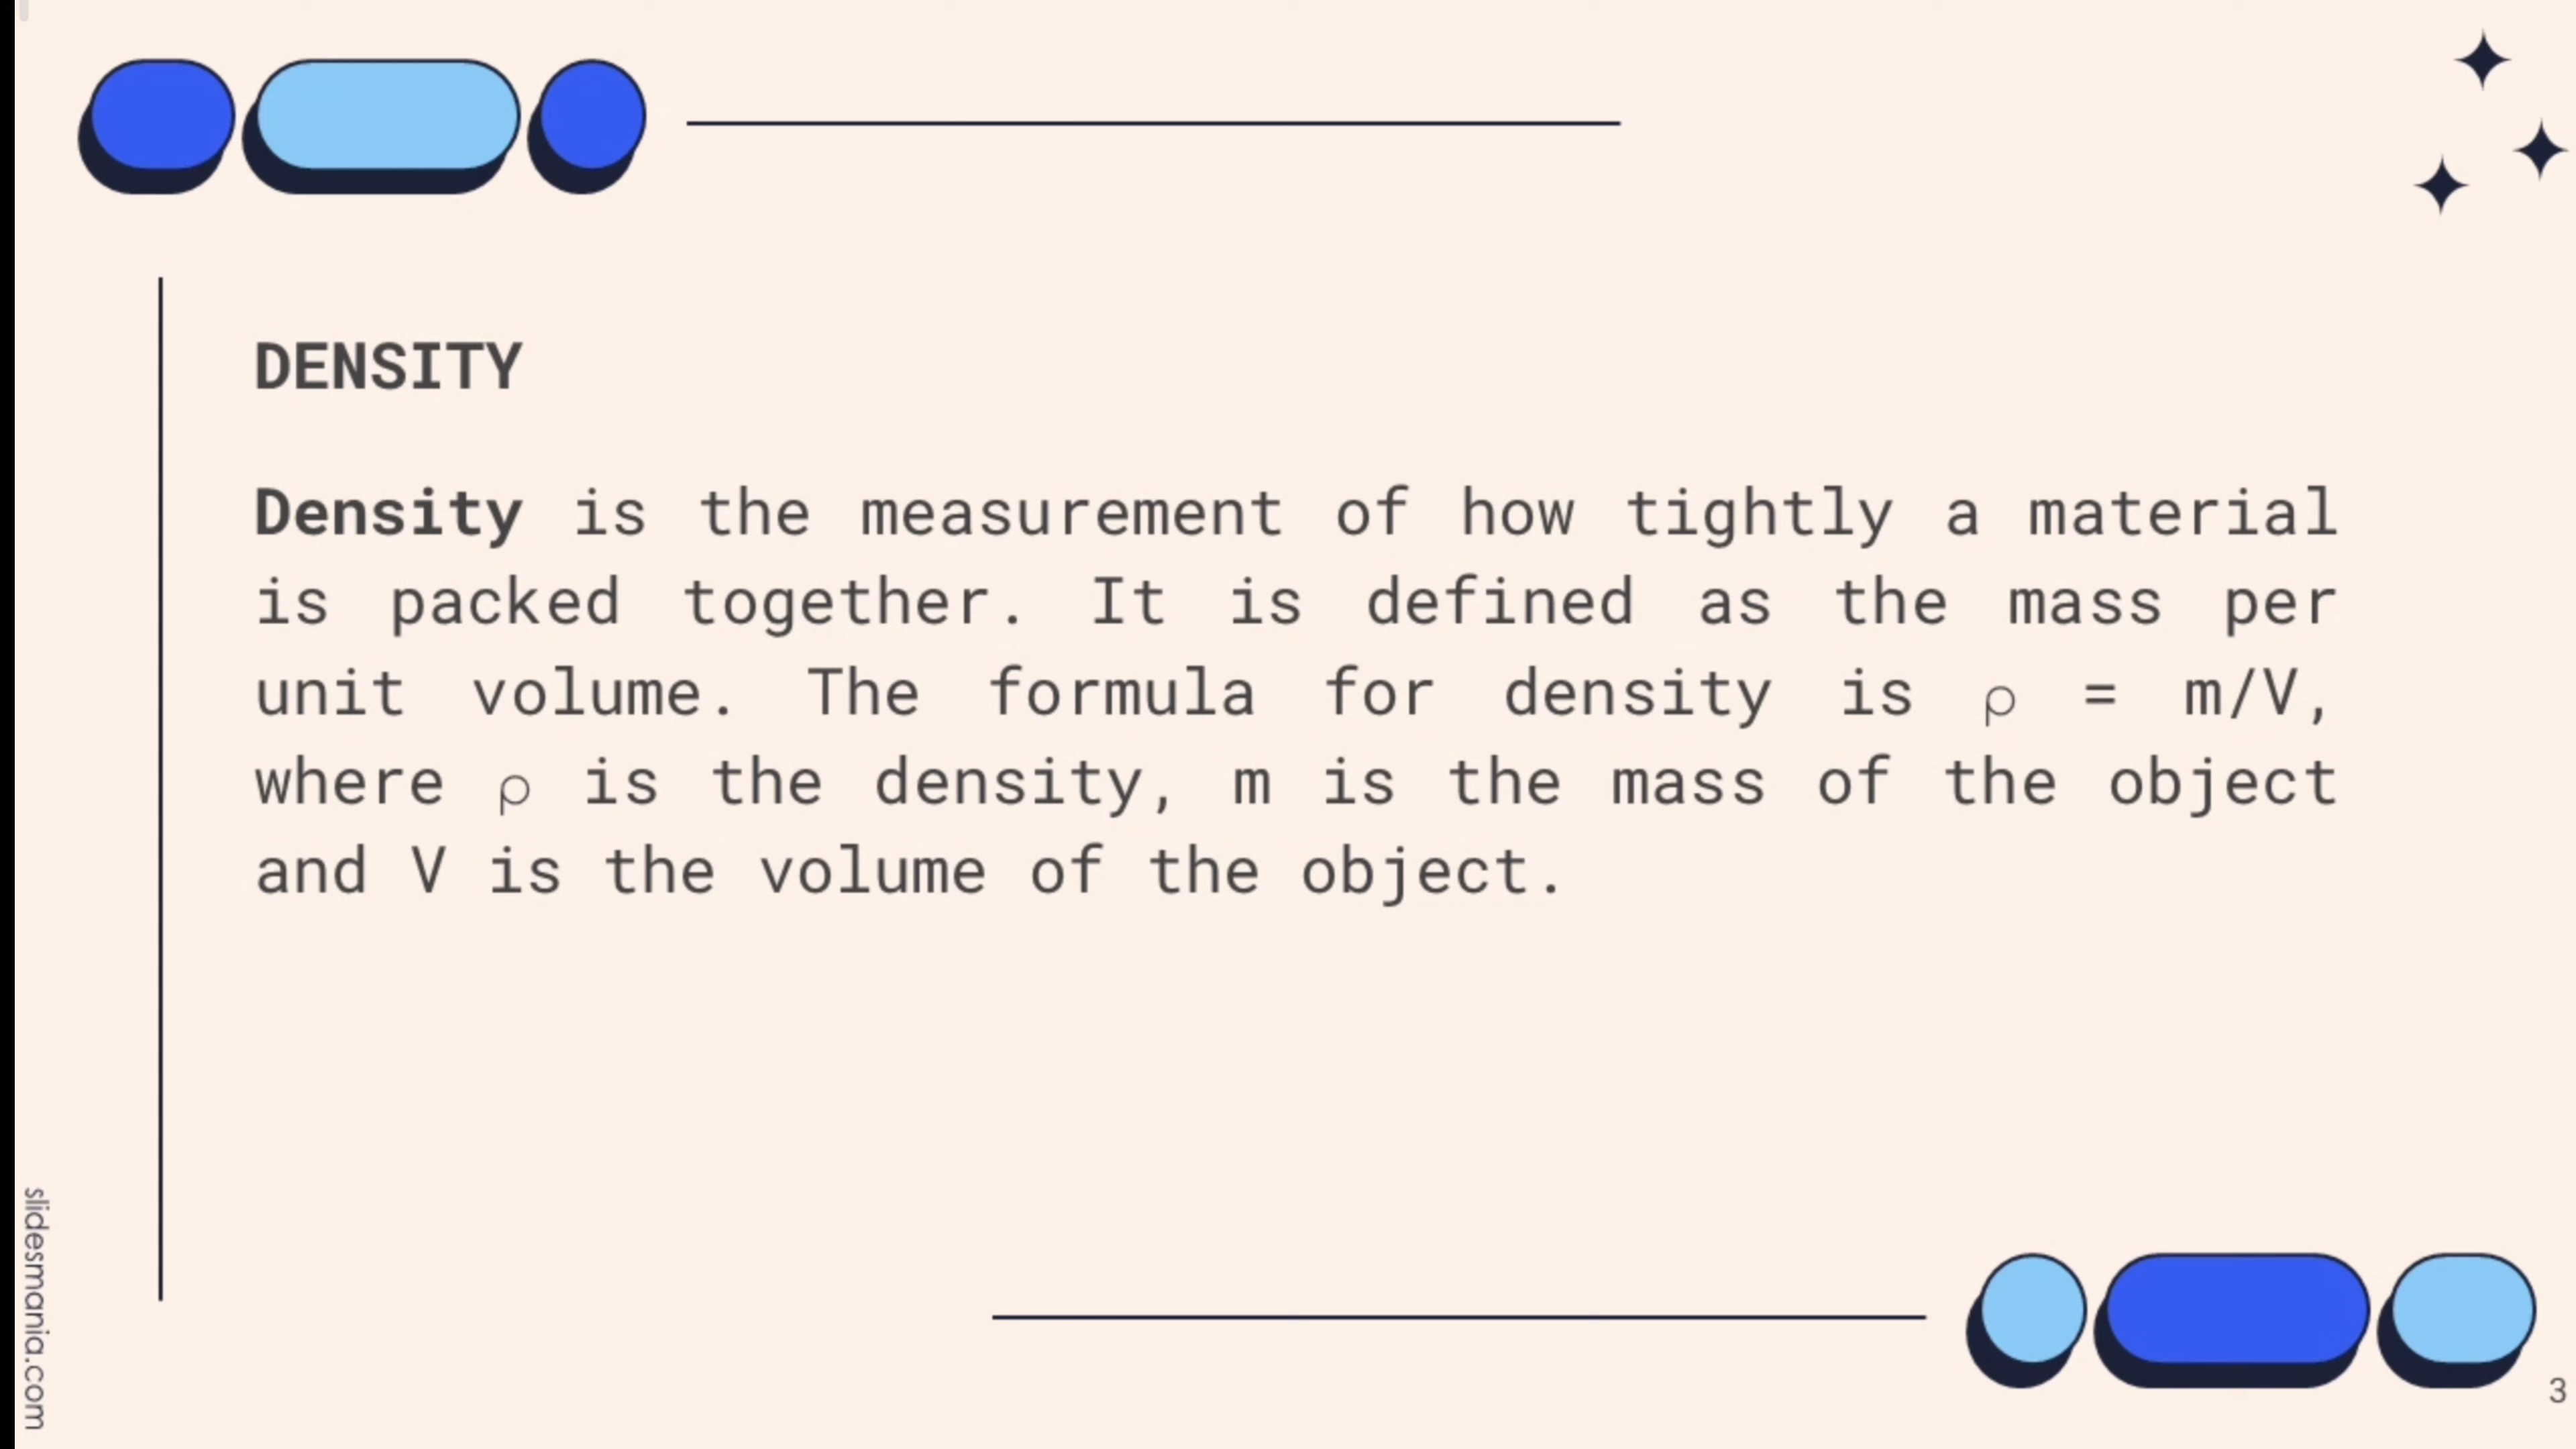 DENSITY
Density is the measurement of how tightly a material
is packed together. It is defined as the mass per
unit volume. The formula for density is ρ = m/V,
where ρ is the density, m is the mass of the object
and V is the volume of the object.
slidesmania.com
3